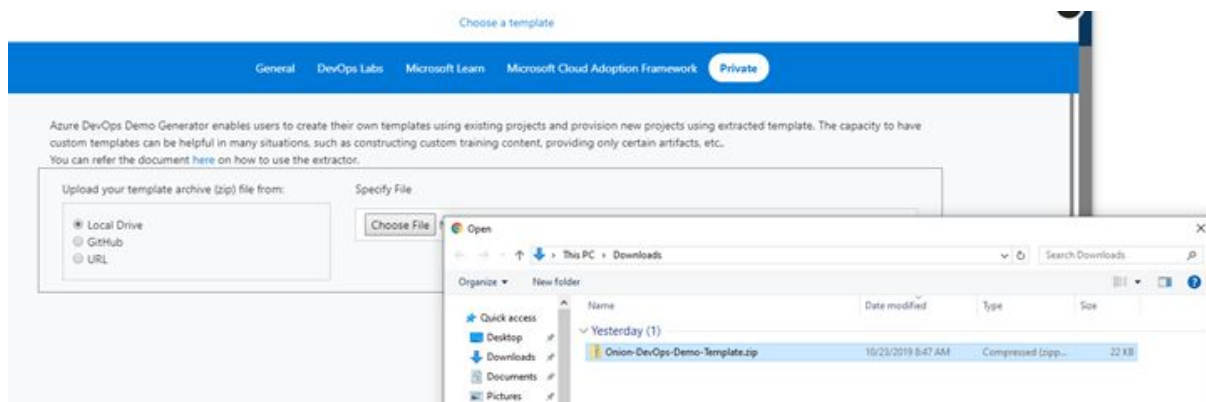 Choose a template
General DevOps Labs Microsoft Learn Microsoft Cloud Adoption Framework Private
Azure DevOps Demo Generator enables users to create their own templates using existing projects and provision new projects using extracted template. The capacity to have
custom templates can be helpful in many situations, such as constructing custom training content, providing only certain artifacts, etc.
You can refer the document here on how to use the extractor.
Upload your template archive (zip) file from:
Specify File
Local Drive
GitHub
URL
Choose File
Open
This PC › Downloads
Search Downloads
Organize
New folder
Name Date modified Type Size
Quick access
Desktop
Downloads
Documents
Pictures
Yesterday (1)
Onion-DevOps-Demo-Template.zip 10/23/2019 8:47 AM Compressed (zipp... 22 KB